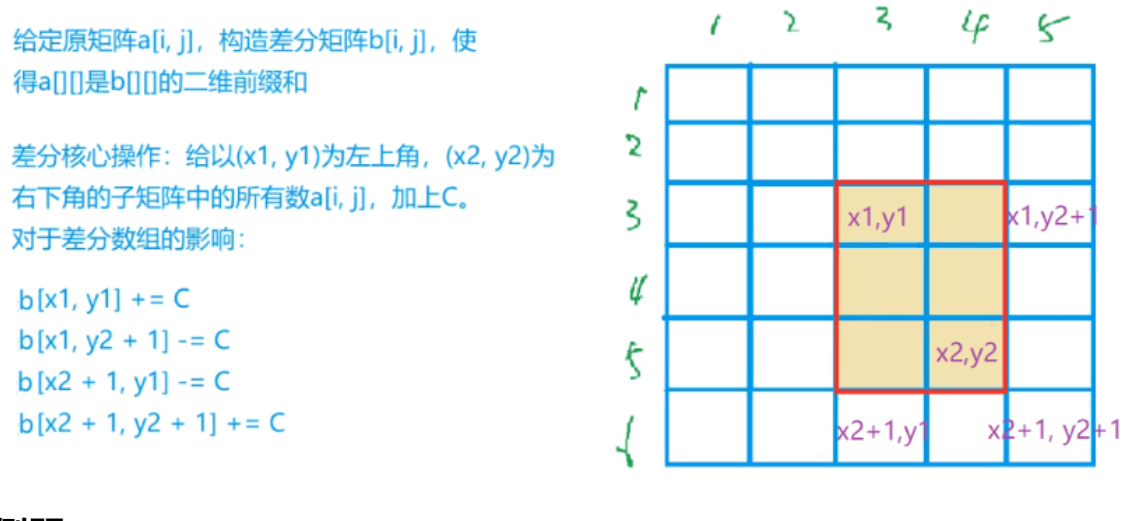 给定原矩阵a[i, j]，构造差分矩阵b[i, j]，使
得a[][]是b[][]的二维前缀和
差分核心操作：给以(x1, y1)为左上角，(x2, y2)为
右下角的子矩阵中的所有数a[i, j]，加上C。
对于差分数组的影响：
b[x1, y1] += C
b[x1, y2 + 1] -= C
b[x2 + 1, y1] -= C
b[x2 + 1, y2 + 1] += C
1 2 3 4 5
1
2
3 x1,y1 x1,y2+1
4
5 x2,y2
6 x2+1,y1 x2+1, y2+1